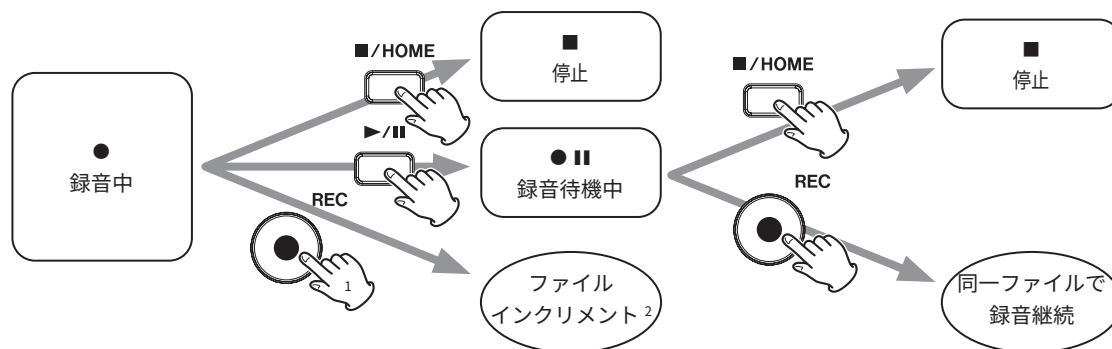 ●
録音中
■/HOME
■
停止
►/II
● II
録音待機中
REC
1
ファイル
インクリメント 2
■/HOME
■
停止
REC
同一ファイルで
録音継続